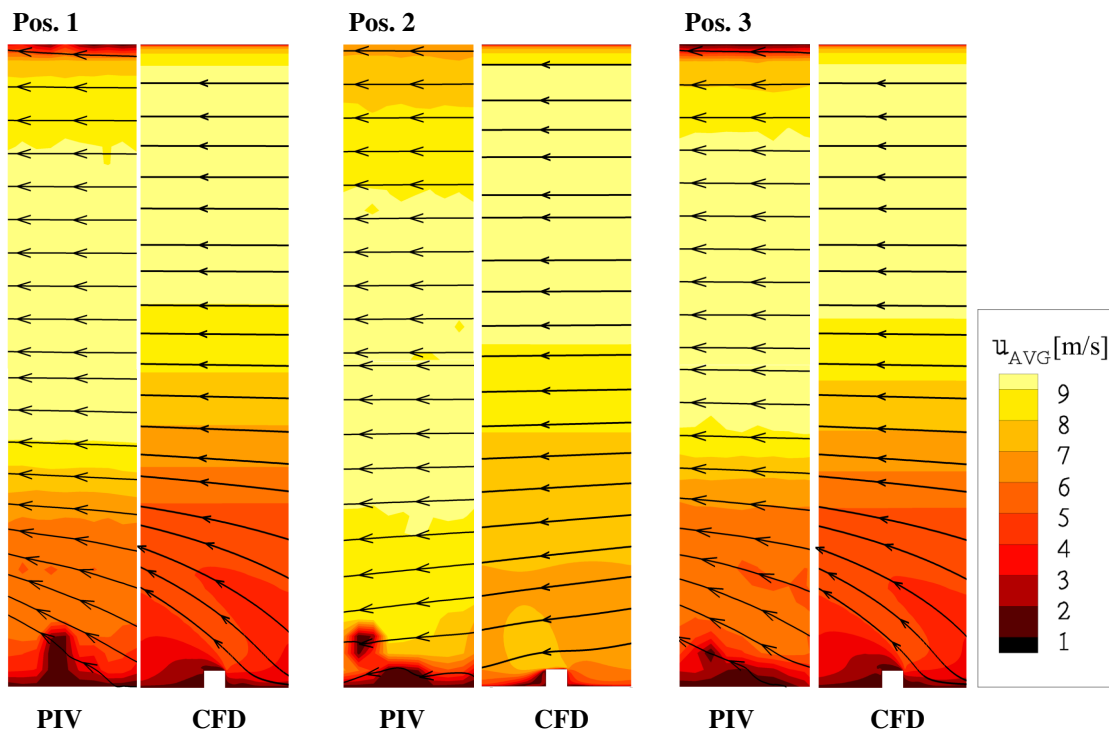 Pos. 1
Pos. 2
Pos. 3
u_AVG[m/s]
9
8
7
6
5
4
3
2
1
PIV
CFD
PIV
CFD
PIV
CFD